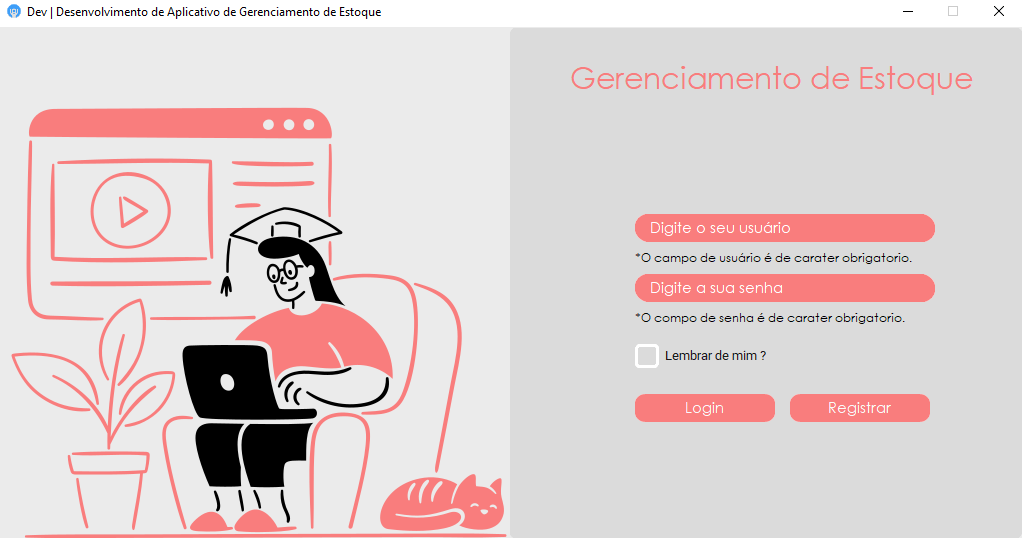 Dev | Desenvolvimento de Aplicativo de Gerenciamento de Estoque
Gerenciamento de Estoque
Digite o seu usuário
*O campo de usuário é de carater obrigatorio.
Digite a sua senha
*O compo de senha é de carater obrigatorio.
Lembrar de mim ?
Login
Registrar